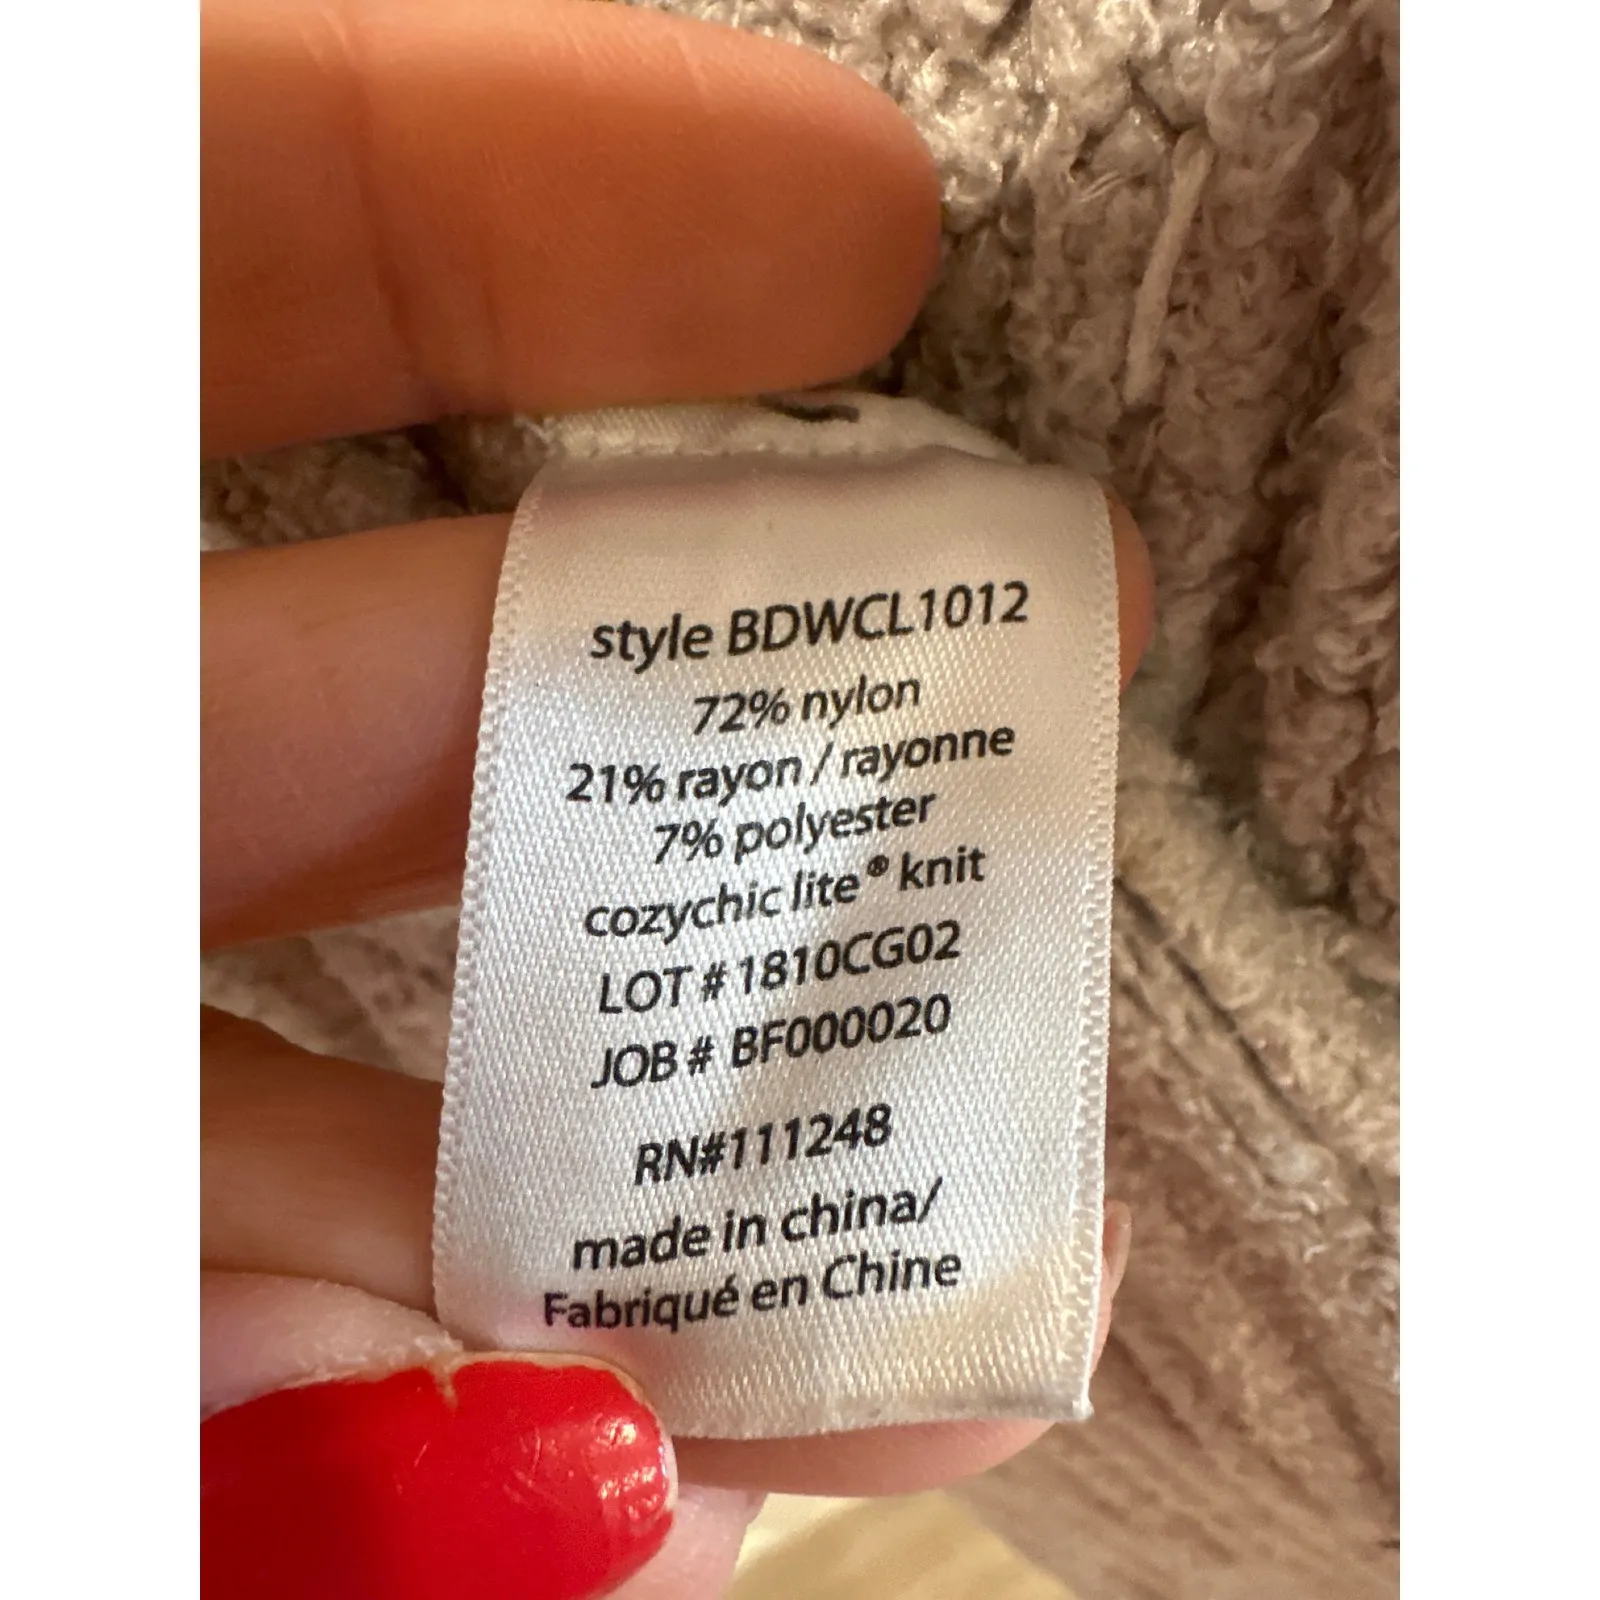 style BDWCL1012
72% nylon
21% rayon / rayonne
7% polyester
cozychic lite® knit
LOT # 1810CG02
JOB # BF000020
RN#111248
made in china/
Fabriqué en Chine